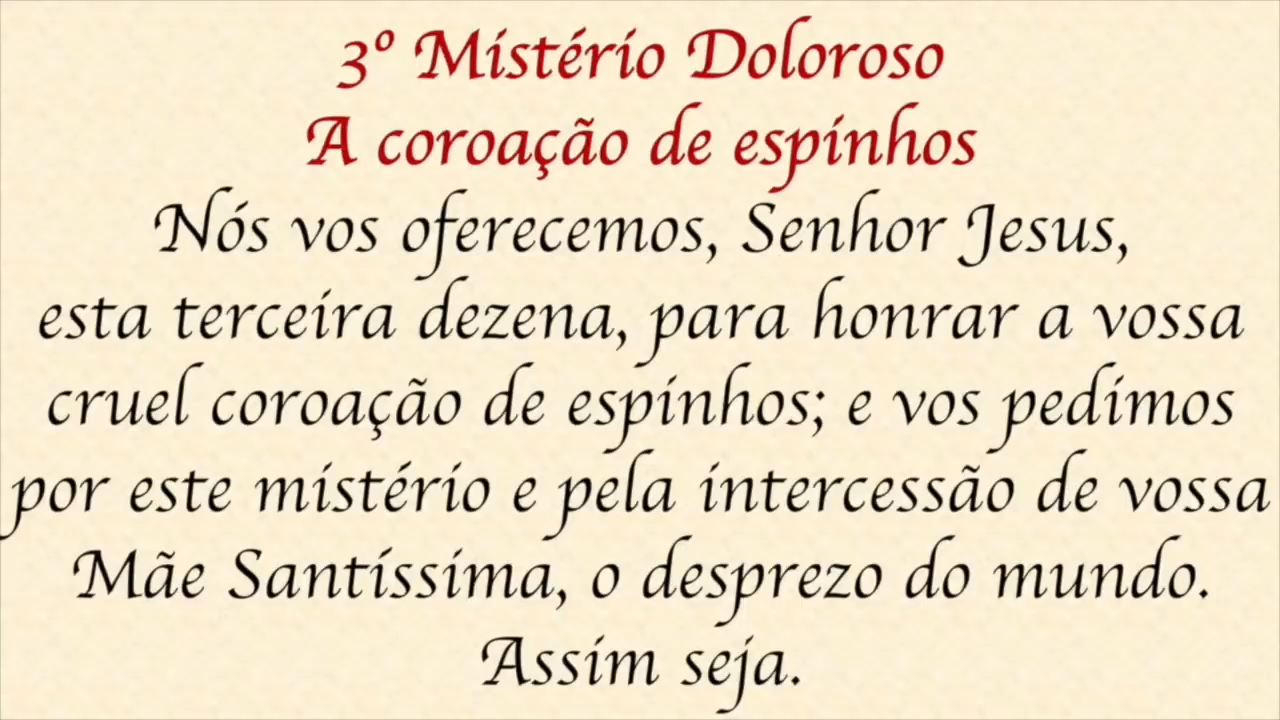 3º Mistério Doloroso
A coroação de espinhos
Nós vos oferecemos, Senhor Jesus,
esta terceira dezena, para honrar a vossa
cruel coroação de espinhos; e vos pedimos
por este mistério e pela intercessão de vossa
Mãe Santíssima, o desprezo do mundo.
Assim seja.